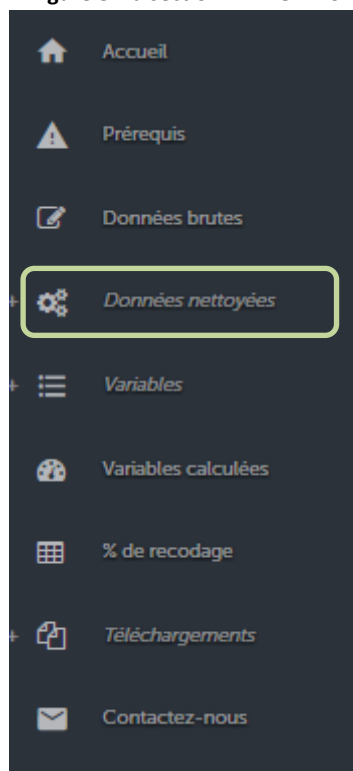 Accueil
Prérequis
Données brutes
+ Données nettoyées
+ Variables
Variables calculées
% de recodage
+ Téléchargements
Contactez-nous